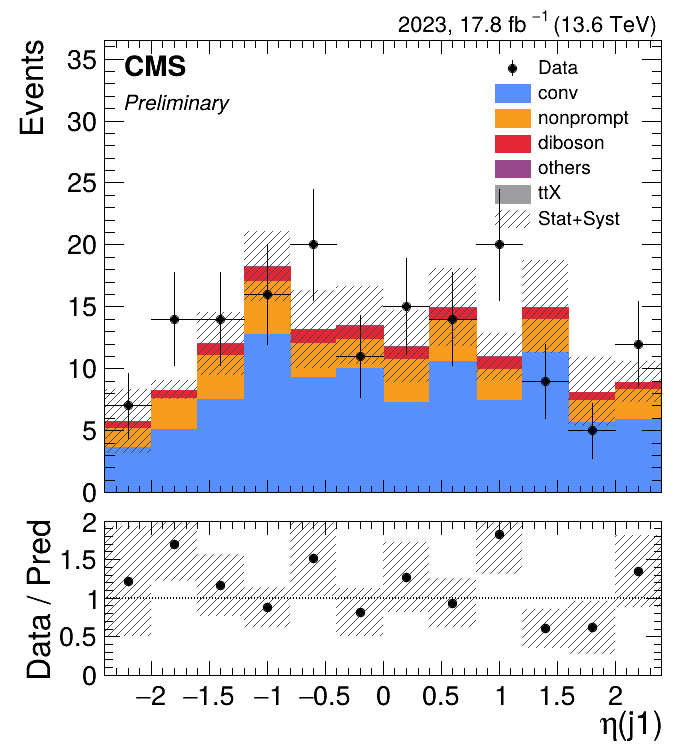 2023, 17.8 fb⁻¹ (13.6 TeV)
Events
CMS
Preliminary
Data
conv
nonprompt
diboson
others
ttX
Stat+Syst
35
30
25
20
15
10
5
0
Data / Pred
2
1.5
1
0.5
0
−2 −1.5 −1 −0.5 0 0.5 1 1.5 2
η(j1)